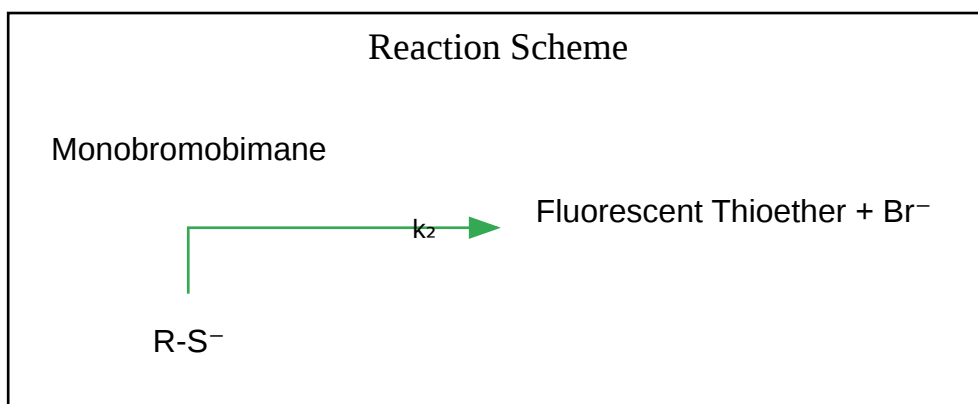 Reaction Scheme
Monobromobimane
Fluorescent Thioether + Br⁻
k₂
R-S⁻